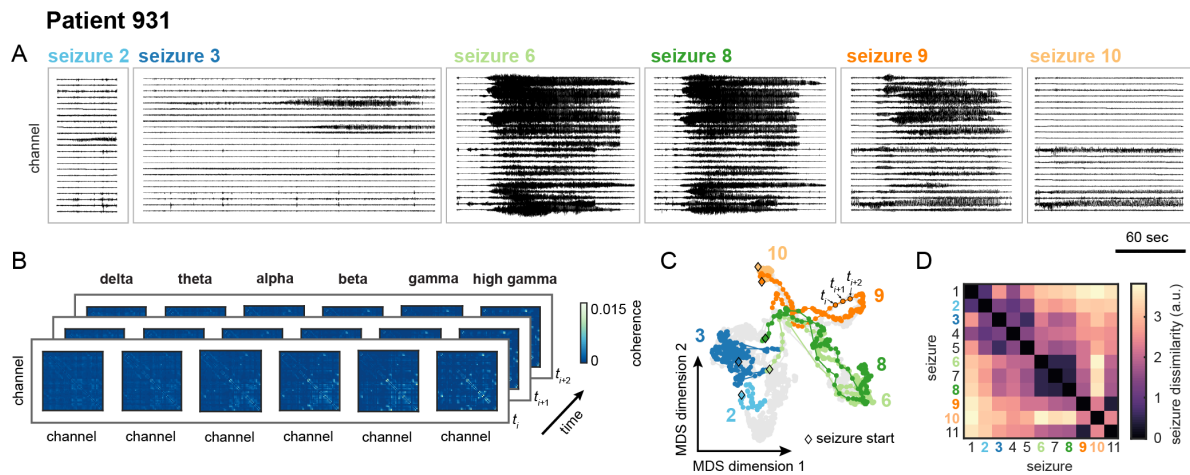 Patient 931
A
seizure 2 seizure 3 seizure 6 seizure 8 seizure 9 seizure 10
channel
60 sec
B
delta theta alpha beta gamma high gamma
0.015
0
coherence
channel
t i+2
t i+1
t i
time
channel channel channel channel channel channel
C
10
t i t i+1 t i+2
9
3
8
2
6
MDS dimension 2
◇ seizure start
MDS dimension 1
D
1
2
3
4
5
6
7
8
9
10
11
seizure
1 2 3 4 5 6 7 8 9 10 11
seizure
3
2
1
0
seizure dissimilarity (a.u.)